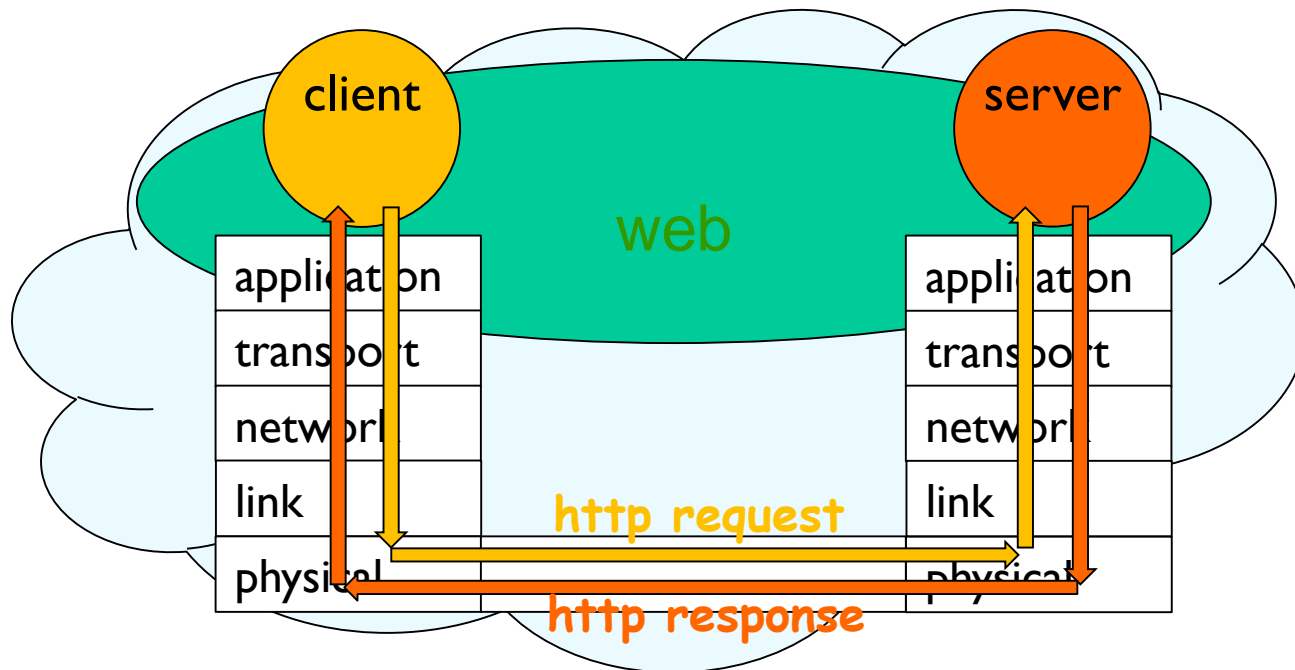 client
server
web
application
transport
network
link
physical
application
transport
network
link
physical
http request
http response